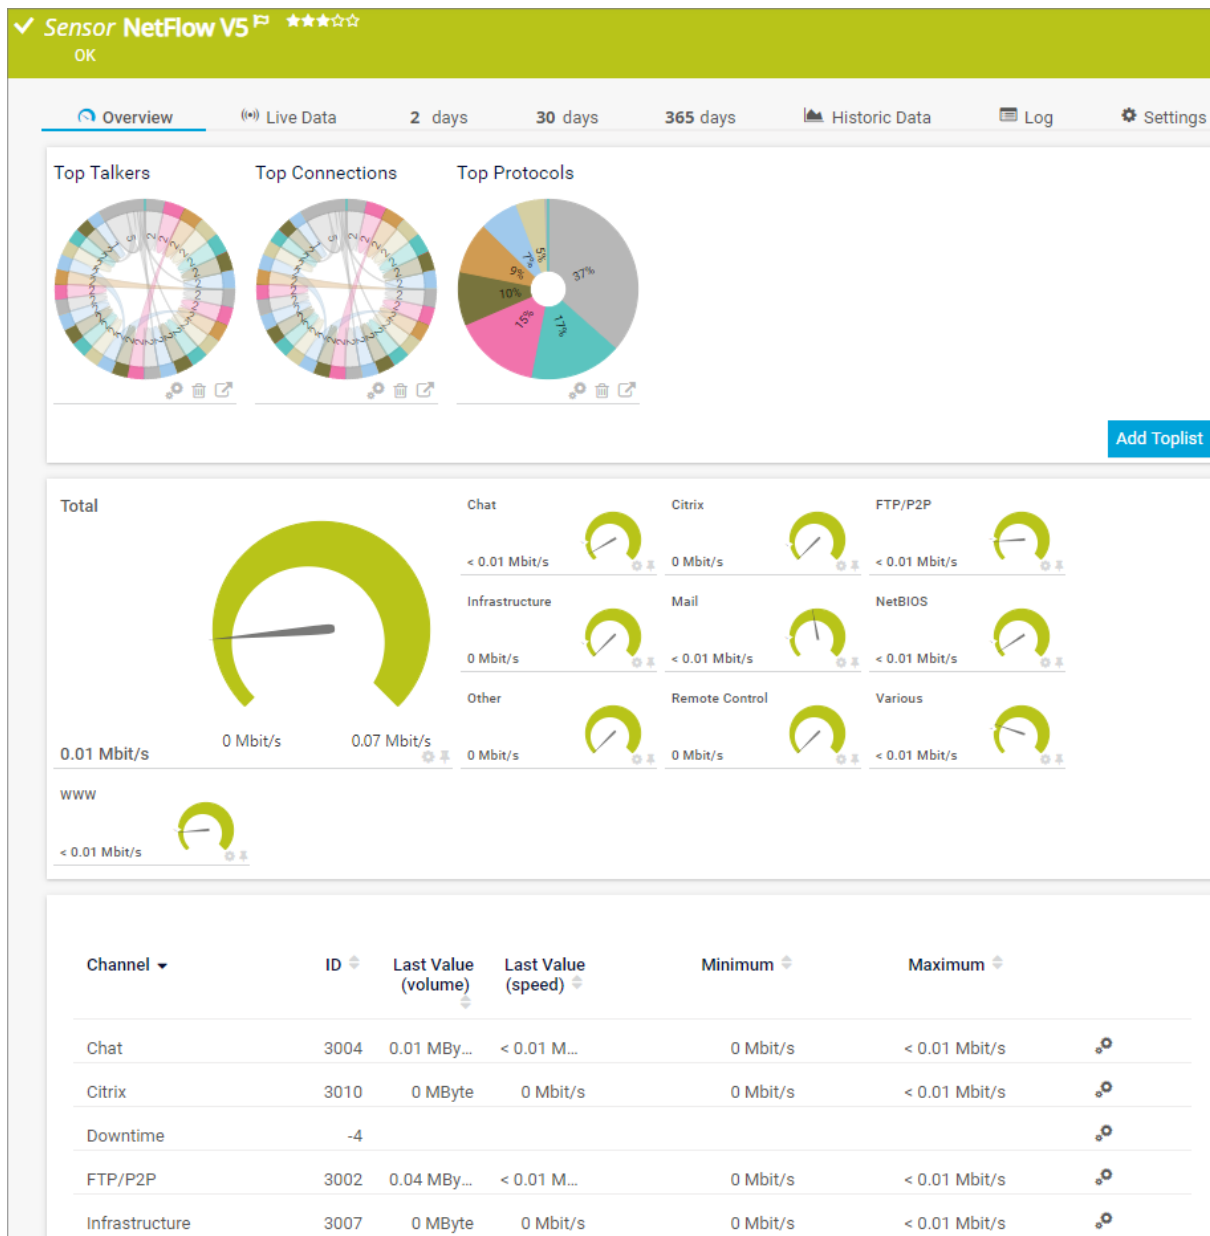 Sensor NetFlow V5
OK
Overview Live Data 2 days 30 days 365 days Historic Data Log Settings
Top Talkers Top Connections Top Protocols
5% 7% 9% 37% 10% 15% 17%
Add Toplist
Total
0 Mbit/s 0.07 Mbit/s
0.01 Mbit/s
Chat Citrix FTP/P2P
< 0.01 Mbit/s 0 Mbit/s < 0.01 Mbit/s
Infrastructure Mail NetBIOS
0 Mbit/s < 0.01 Mbit/s < 0.01 Mbit/s
Other Remote Control Various
0 Mbit/s 0 Mbit/s < 0.01 Mbit/s
WWW
< 0.01 Mbit/s
Channel ID Last Value (volume) Last Value (speed) Minimum Maximum
Chat 3004 0.01 MBy... < 0.01 M... 0 Mbit/s < 0.01 Mbit/s
Citrix 3010 0 MByte 0 Mbit/s 0 Mbit/s < 0.01 Mbit/s
Downtime -4
FTP/P2P 3002 0.04 MBy... < 0.01 M... 0 Mbit/s < 0.01 Mbit/s
Infrastructure 3007 0 MByte 0 Mbit/s 0 Mbit/s < 0.01 Mbit/s